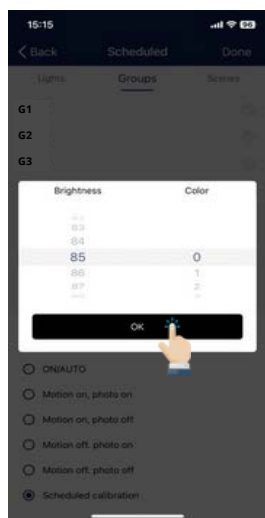 15:15 96
Back Scheduled Done
Lights Groups Scenes
G1
G2
G3
Brightness Color
83
84
85 0
86 1
87 2
OK
ON/AUTO
Motion on, photo on
Motion on, photo off
Motion off. photo on
Motion off. photo off
Scheduled calibration